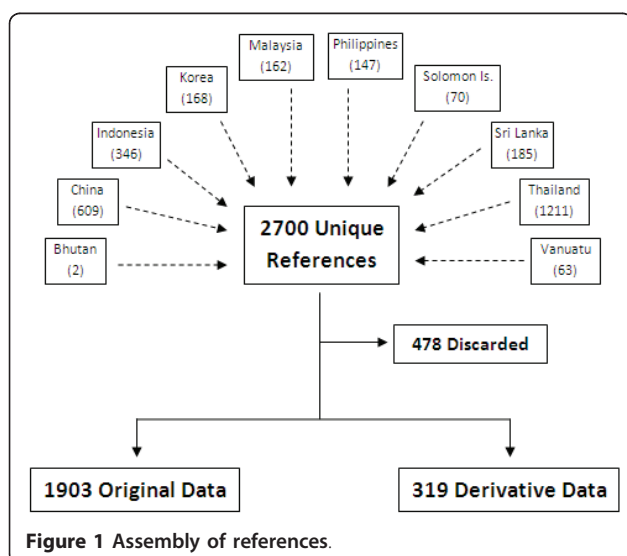 Malaysia
(162)
Philippines
(147)
Korea
(168)
Solomon Is.
(70)
Indonesia
(346)
Sri Lanka
(185)
China
(609)
Thailand
(1211)
2700 Unique
References
Bhutan
(2)
Vanuatu
(63)
478 Discarded
1903 Original Data
319 Derivative Data
Figure 1 Assembly of references.